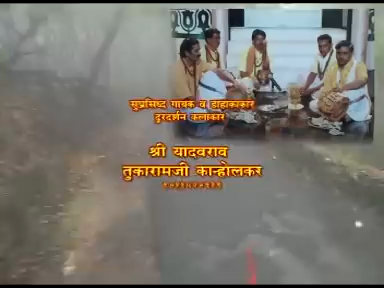 सुप्रसिध्द गायक व डाहाकाकार
दुरदर्शन कलाकार
श्री यादवराव
तुकारामजी कान्होलकर